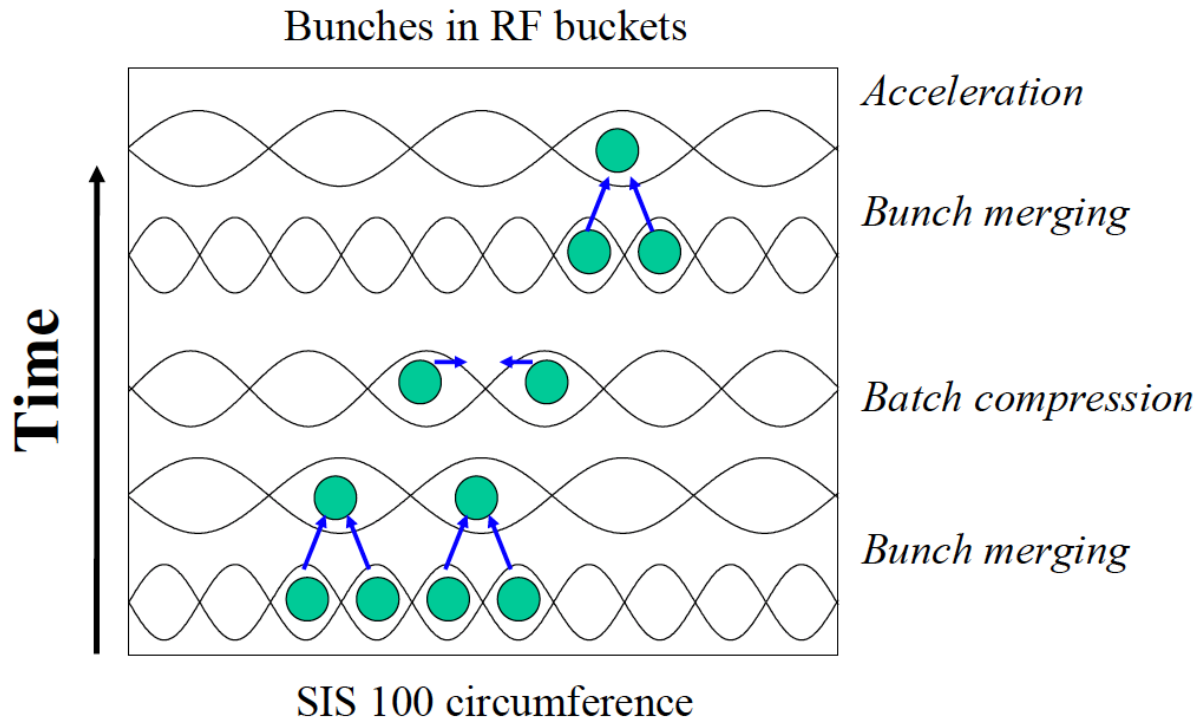 Bunches in RF buckets
Acceleration
Bunch merging
Time
Batch compression
Bunch merging
SIS 100 circumference